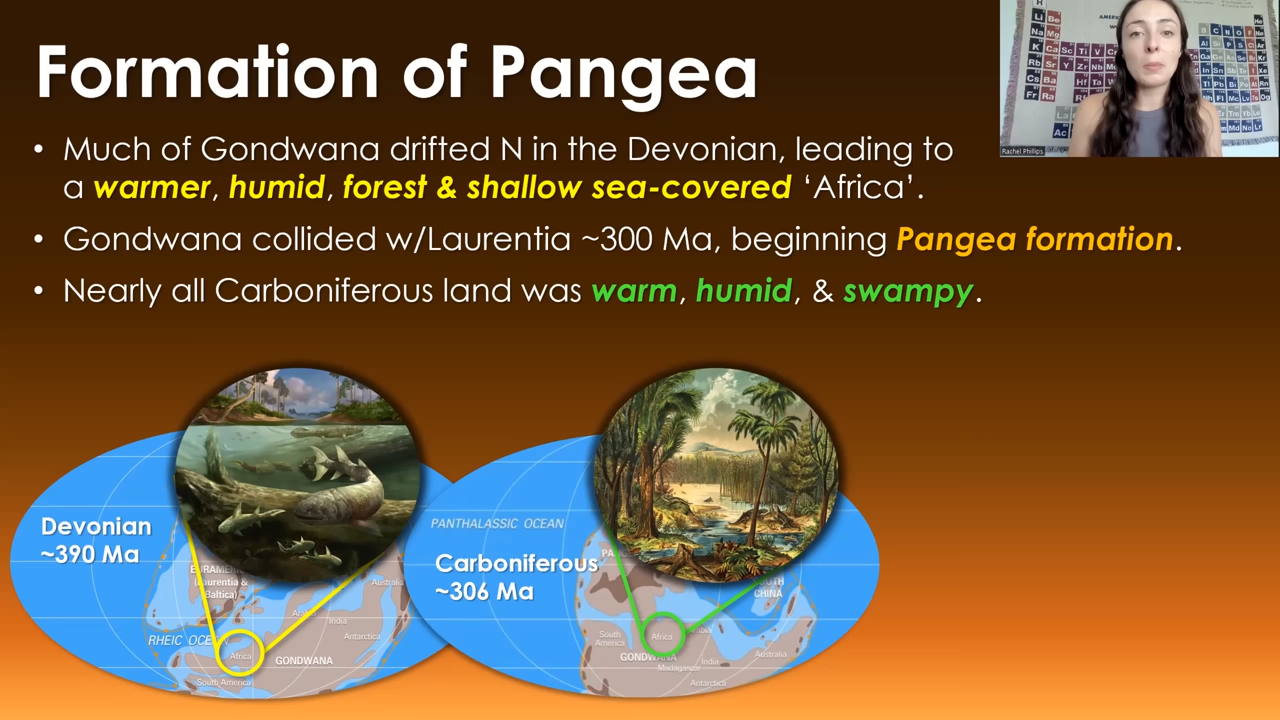 Formation of Pangea
• Much of Gondwana drifted N in the Devonian, leading to
a warmer, humid, forest & shallow sea-covered ‘Africa’.
• Gondwana collided w/Laurentia ~300 Ma, beginning Pangea formation.
• Nearly all Carboniferous land was warm, humid, & swampy.
Rachel Phillips
Devonian
~390 Ma
(Laurentia &
Baltica)
Australia
India
Antarctica
RHEIC OCEAN
Africa
GONDWANA
South America
PANTHALASSIC OCEAN
Carboniferous
~306 Ma
CHINA
South
America
Africa
GONDWANA
India
Australia
Madagascar
Antarctica